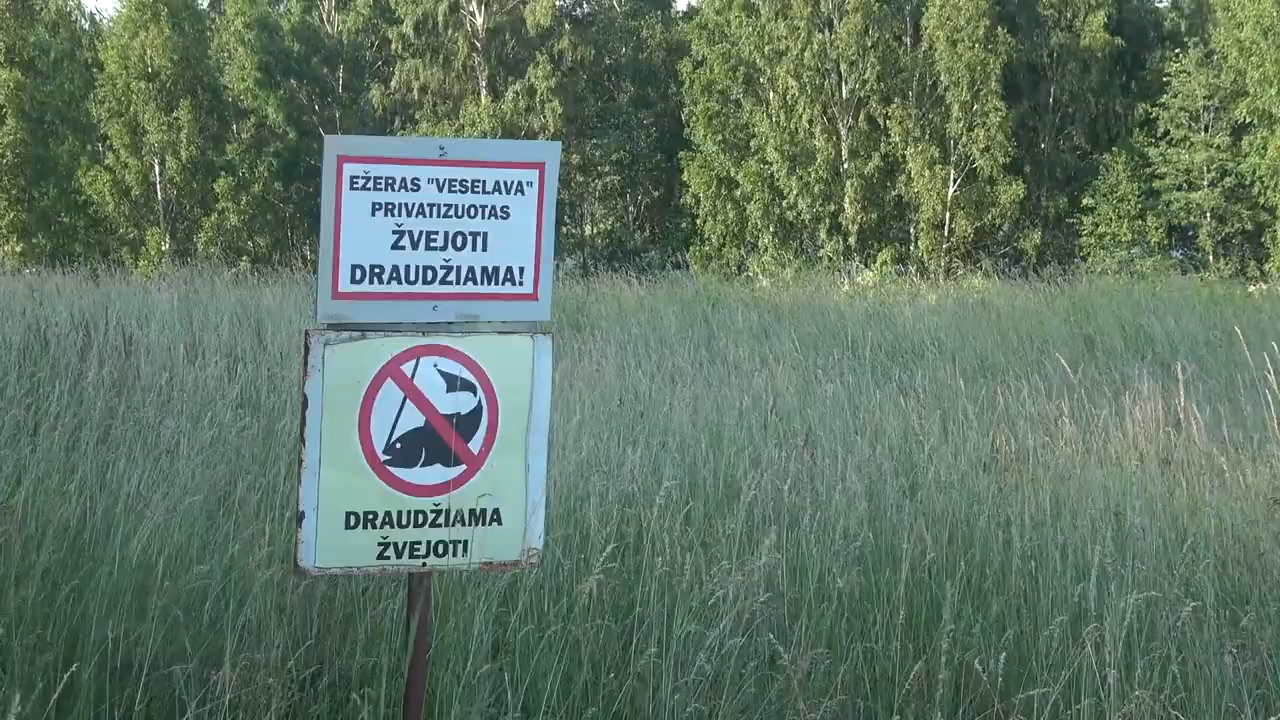 EŽERAS "VESELAVA"
PRIVATIZUOTAS
ŽVEJOTI
DRAUDŽIAMA!
DRAUDŽIAMA
ŽVEJOTI